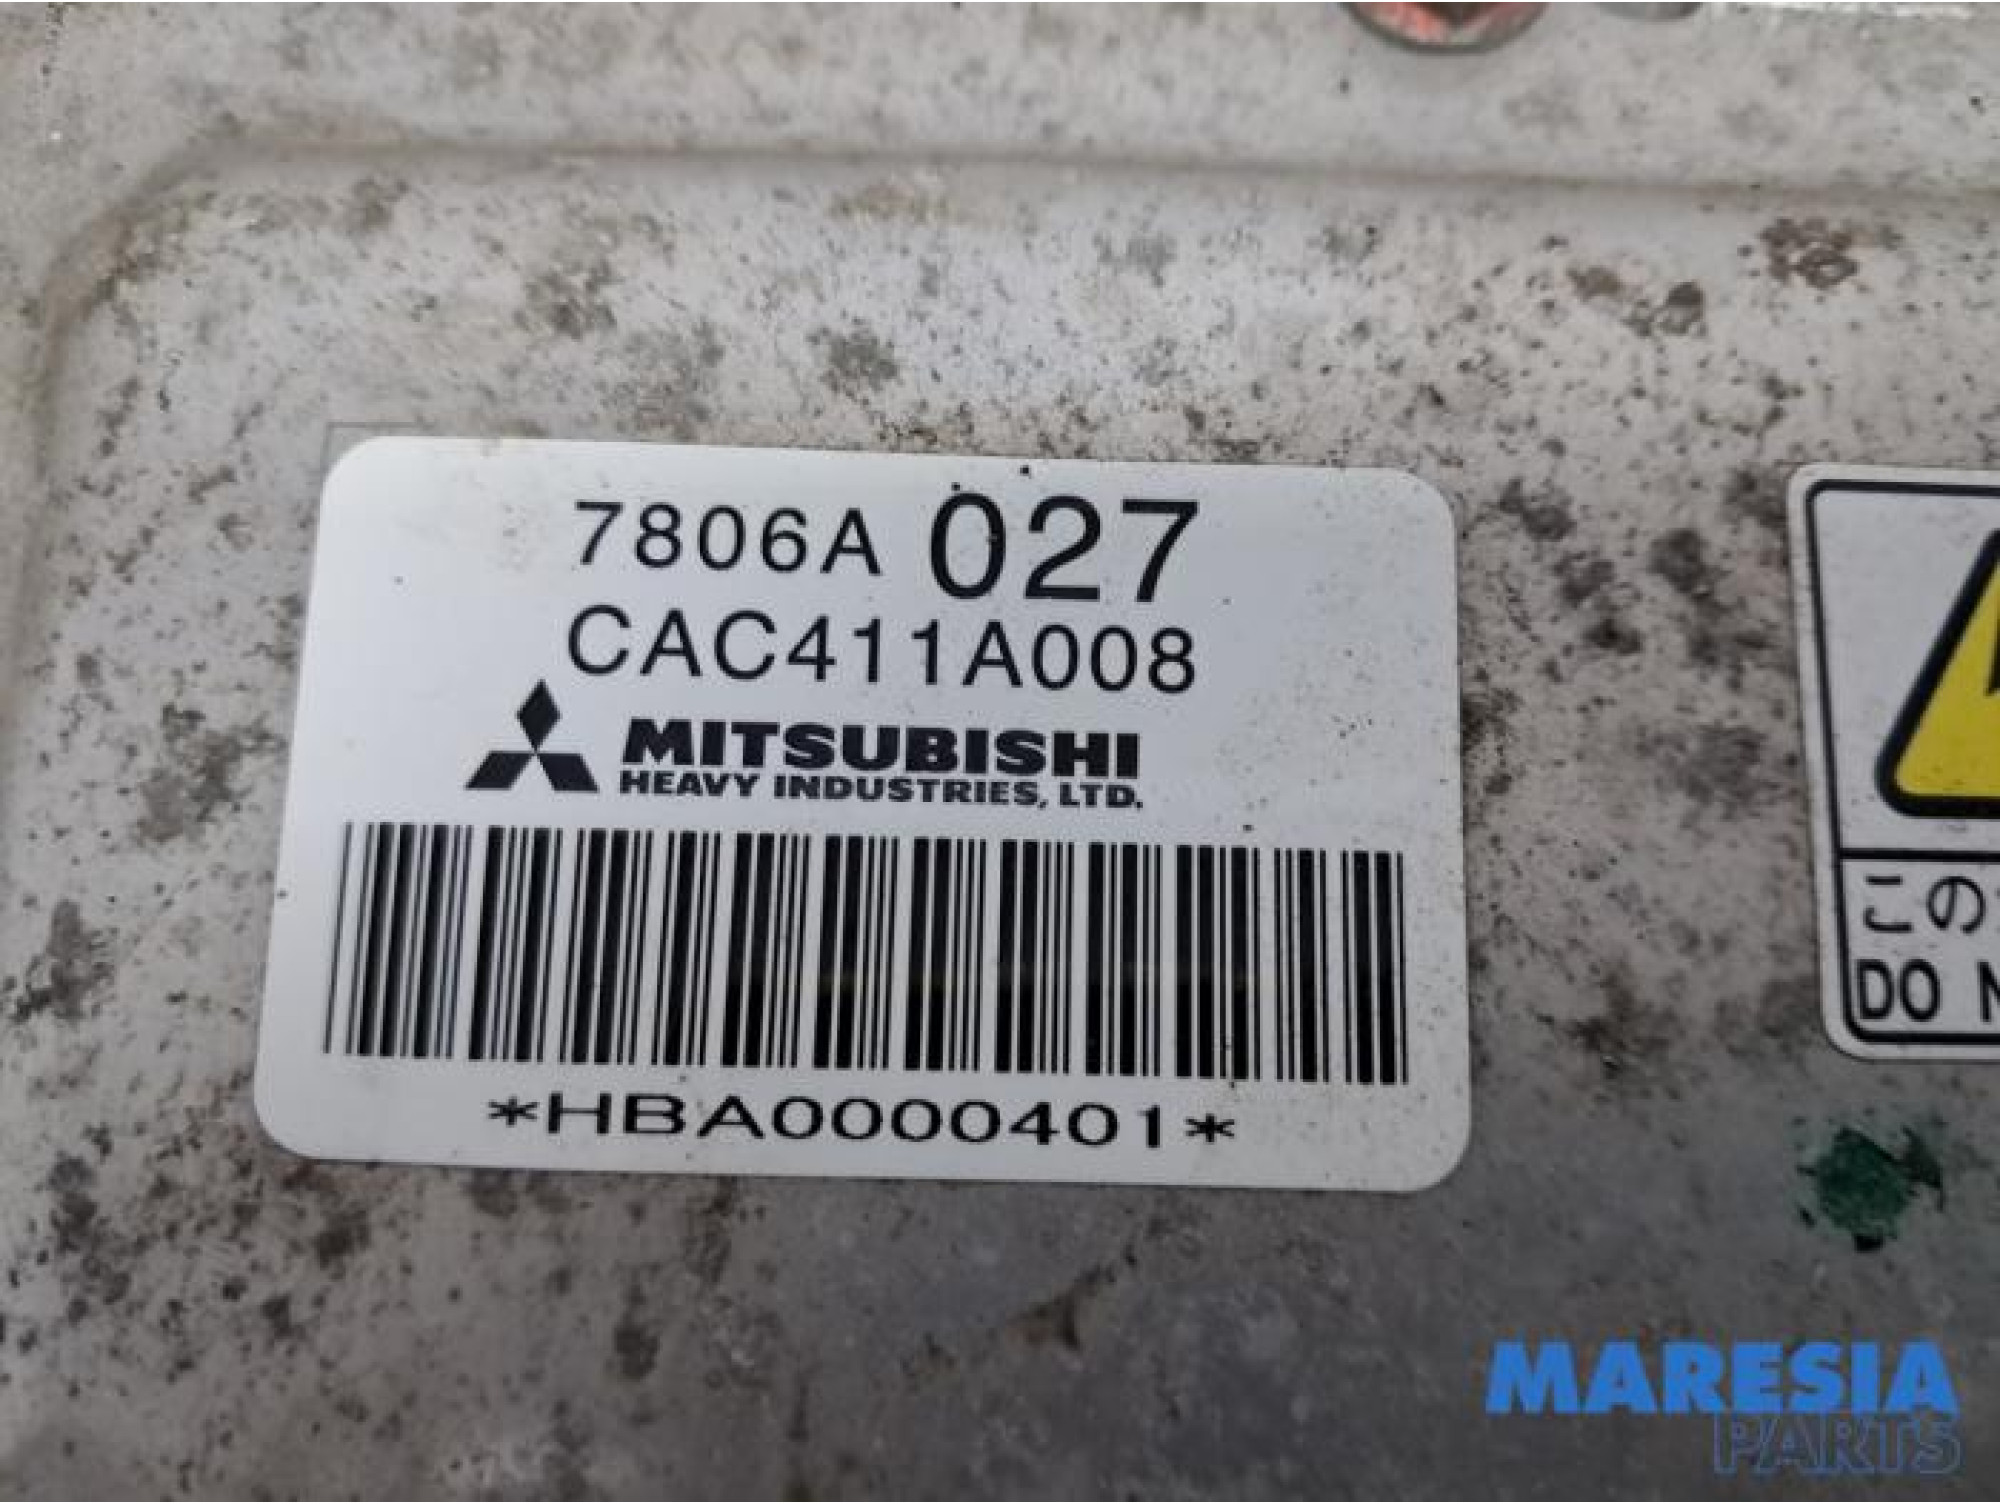 7806A 027
CAC411A008
MITSUBISHI
HEAVY INDUSTRIES, LTD.
*HBA0000401*
この
DO N
MARESIA
PARTS